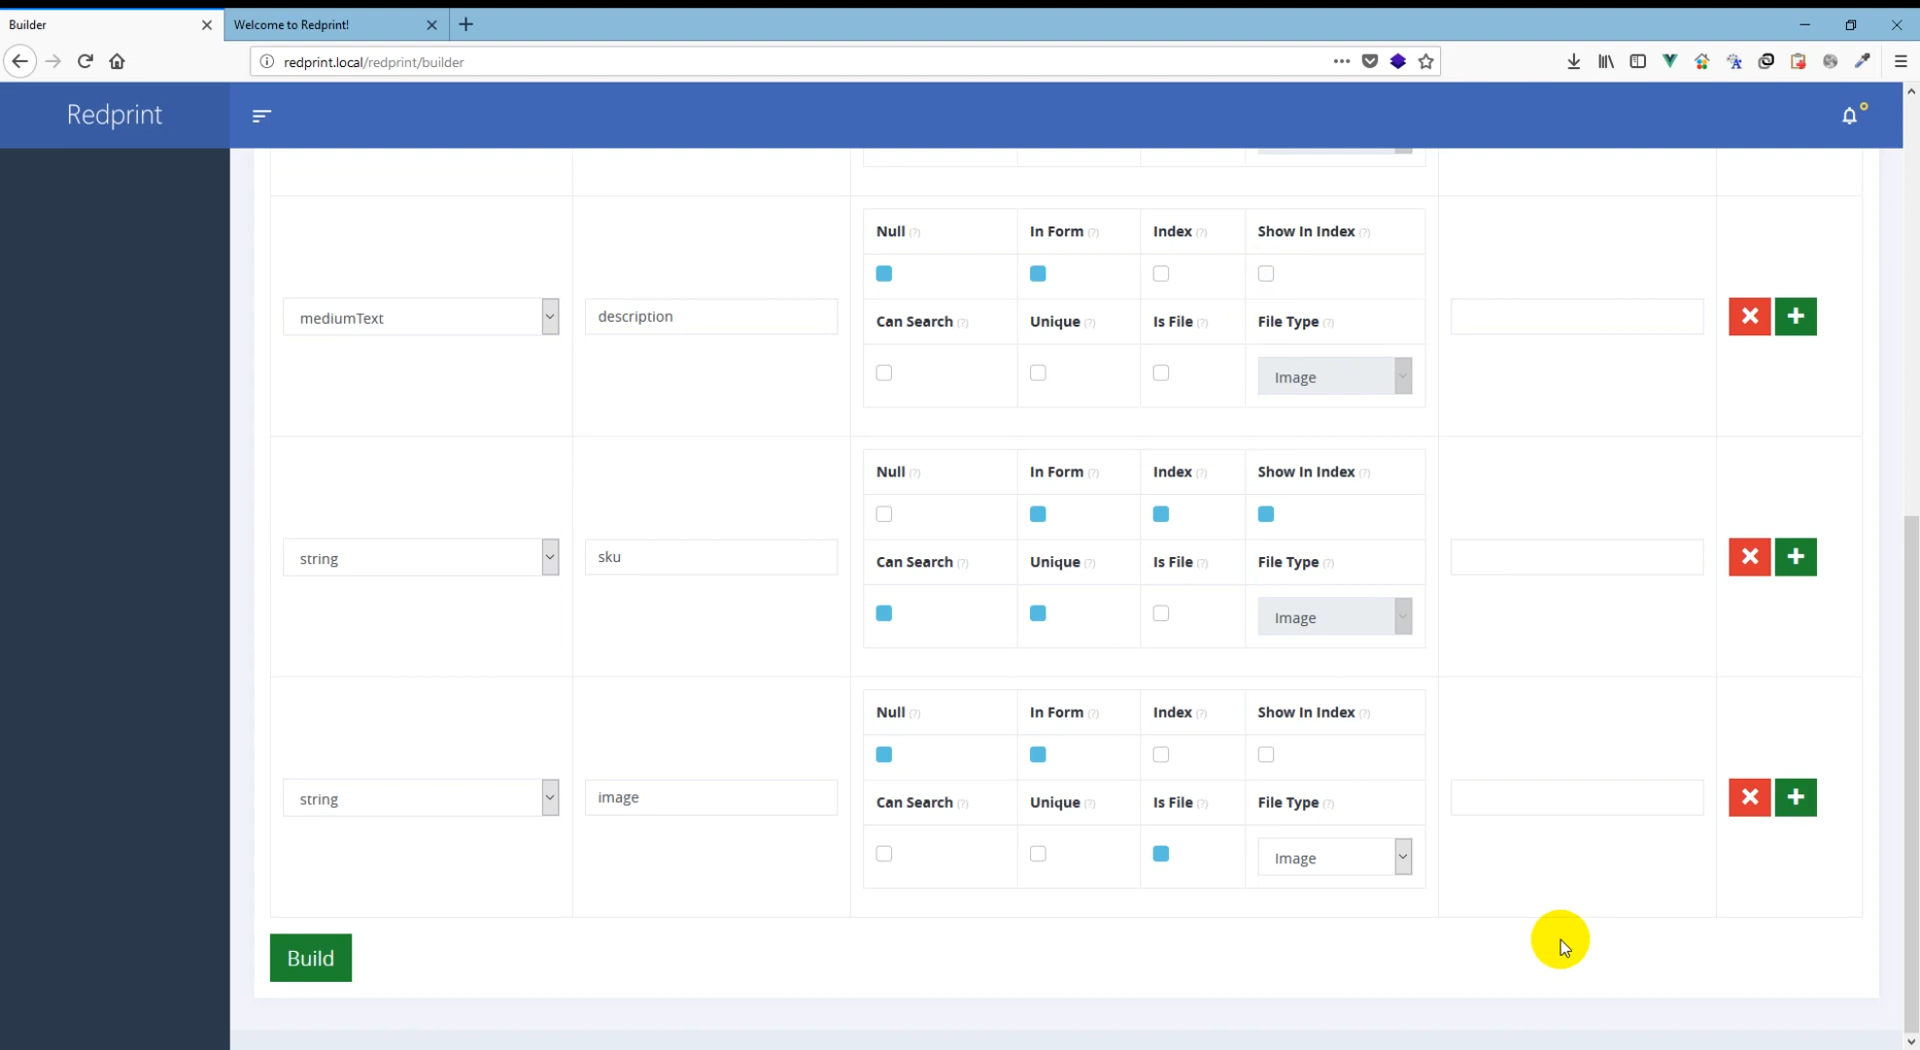 Builder
Welcome to Redprint!
redprint.local/redprint/builder
Redprint
Null (?) In Form (?) Index (?) Show In Index (?)
mediumText
description
Can Search (?) Unique (?) Is File (?) File Type (?)
Image
Null (?) In Form (?) Index (?) Show In Index (?)
string
sku
Can Search (?) Unique (?) Is File (?) File Type (?)
Image
Null (?) In Form (?) Index (?) Show In Index (?)
string
image
Can Search (?) Unique (?) Is File (?) File Type (?)
Image
Build